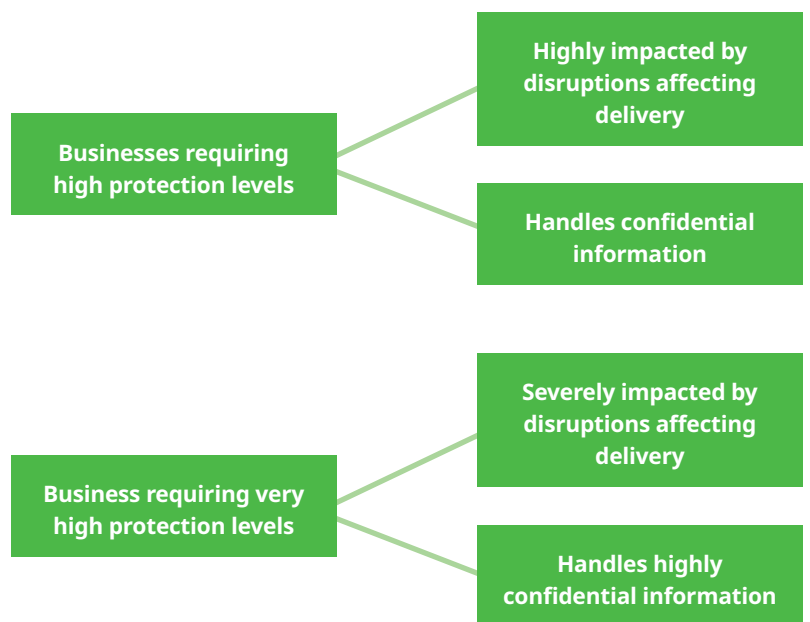 Businesses requiring
high protection levels
Highly impacted by
disruptions affecting
delivery
Handles confidential
information
Business requiring very
high protection levels
Severely impacted by
disruptions affecting
delivery
Handles highly
confidential information